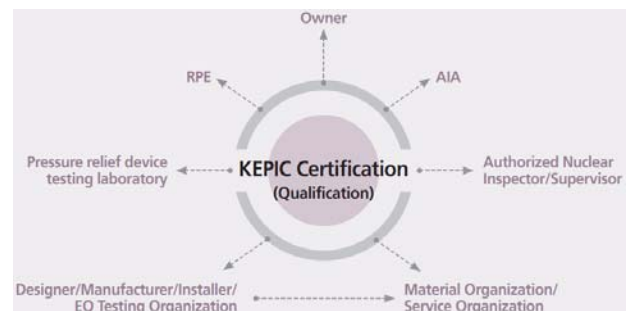 Owner
RPE
AIA
Pressure relief device
testing laboratory
KEPIC Certification
(Qualification)
Authorized Nuclear
Inspector/Supervisor
Designer/Manufacturer/Installer/
EQ Testing Organization
Material Organization/
Service Organization